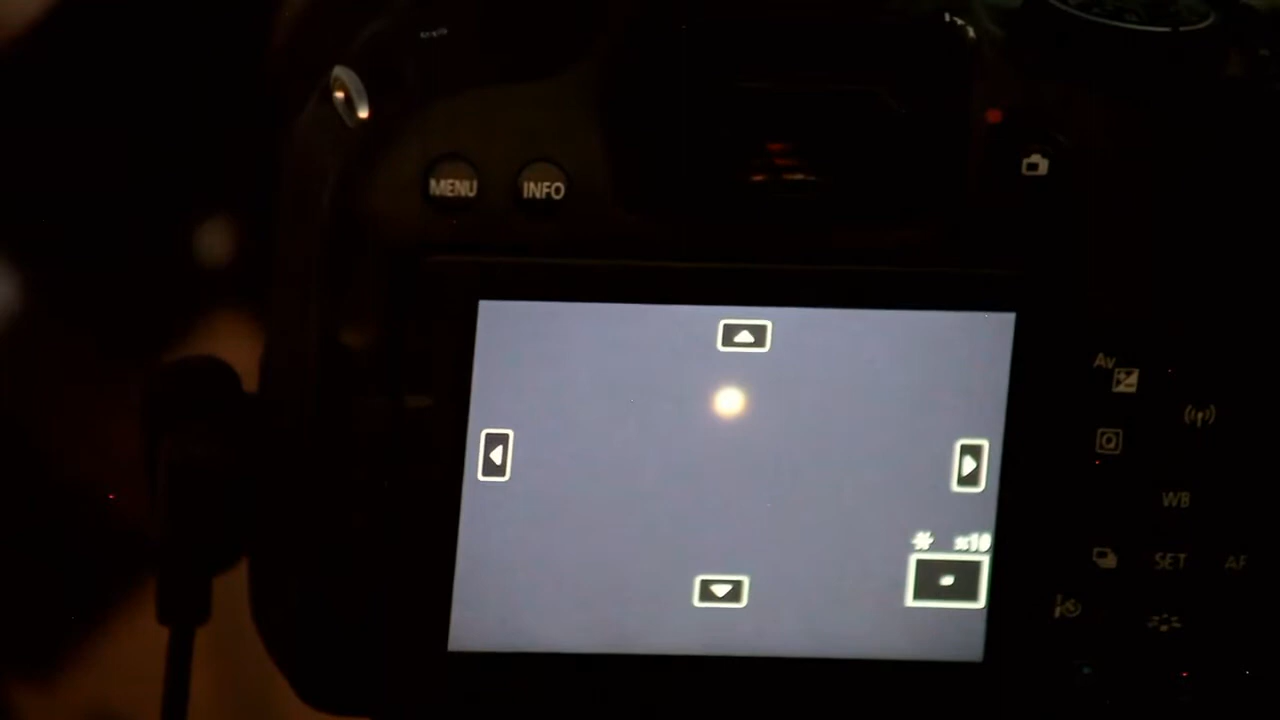 MENU INFO
Av
Q
WB
x10
SET AF